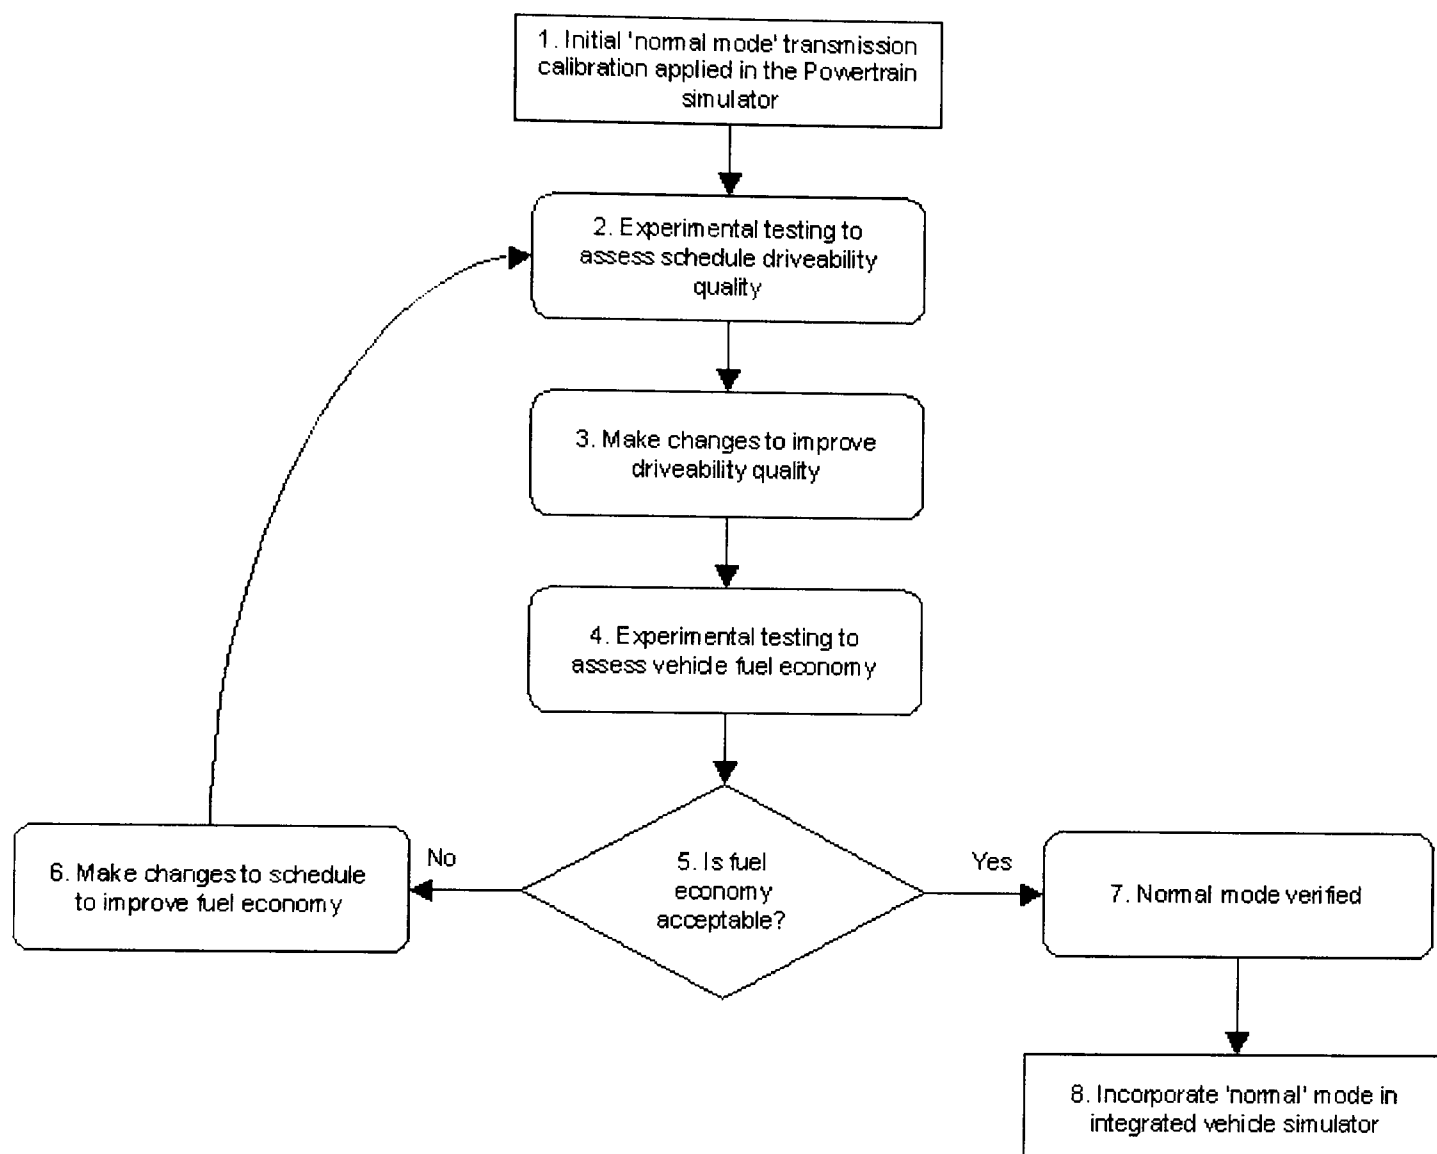 1. Initial 'normal mode' transmission
calibration applied in the Powertrain
simulator
2. Experimental testing to
assess schedule driveability
quality
3. Make changes to improve
driveability quality
4. Experimental testing to
assess vehicle fuel economy
5. Is fuel
economy
acceptable?
No
Yes
6. Make changes to schedule
to improve fuel economy
7. Normal mode verified
8. Incorporate 'normal' mode in
integrated vehicle simulator